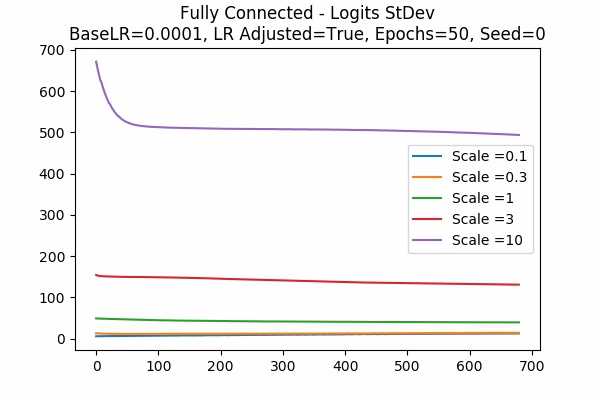 Fully Connected - Logits StDev
BaseLR=0.0001, LR Adjusted=True, Epochs=50, Seed=0
700
600
500
400
300
200
100
0
Scale =0.1
Scale =0.3
Scale =1
Scale =3
Scale =10
0 100 200 300 400 500 600 700